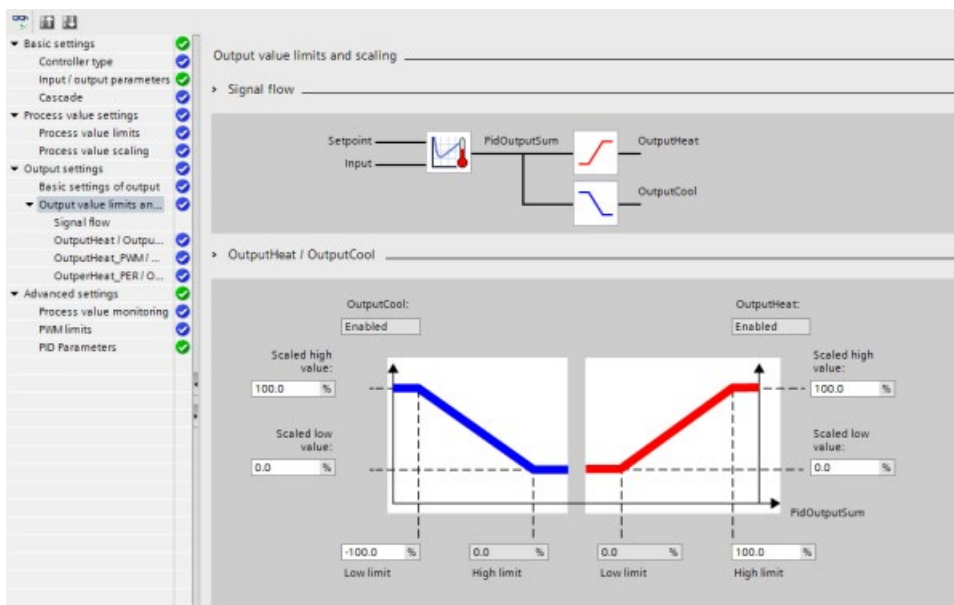 Basic settings
Controller type
Input / output parameters
Cascade
Process value settings
Process value limits
Process value scaling
Output settings
Basic settings of output
Output value limits an...
Signal flow
OutputHeat / Outpu...
OutputHeat_PWM / ...
OutperHeat_PER / O...
Advanced settings
Process value monitoring
PWM limits
PID Parameters
Output value limits and scaling
Signal flow
Setpoint
Input
PidOutputSum
OutputHeat
OutputCool
OutputHeat / OutputCool
OutputCool:
Enabled
OutputHeat:
Enabled
Scaled high
value:
100.0 %
Scaled low
value:
0.0 %
Scaled high
value:
100.0 %
Scaled low
value:
0.0 %
PidOutputSum
-100.0 %
0.0 %
0.0 %
100.0 %
Low limit
High limit
Low limit
High limit